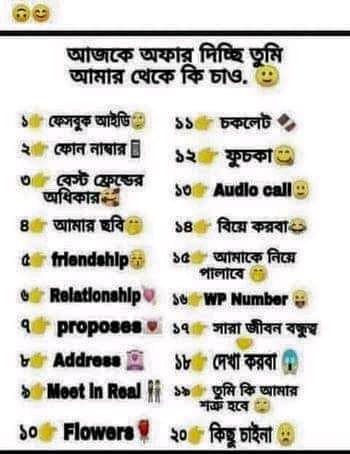 আজকে অফার দিচ্ছি তুমি
আমার থেকে কি চাও. 🙂
১👉 ফেসবুক আইডি
২👉 ফোন নাম্বার
৩👉 বেস্ট ফ্রেন্ডের
অধিকার🥰
৪👉 আমার ছবি
৫👉 friendship
৬👉 Relationship
৭👉 proposes
৮👉 Address
৯👉Meet in Real
১০👉 Flowers🌹
১১👉 চকলেট
১২👉 ফুচকা😋
১৩👉 Audio call
১৪👉 বিয়ে করবা😂
১৫👉 আমাকে নিয়ে
পালাবে
১৬👉WP Number 😜
১৭👉 সারা জীবন বন্ধুত্ব
১৮👉 দেখা করবা 😱
১৯👉 তুমি কি আমার
শত্রু হবে
২০👉 কিছু চাইনা